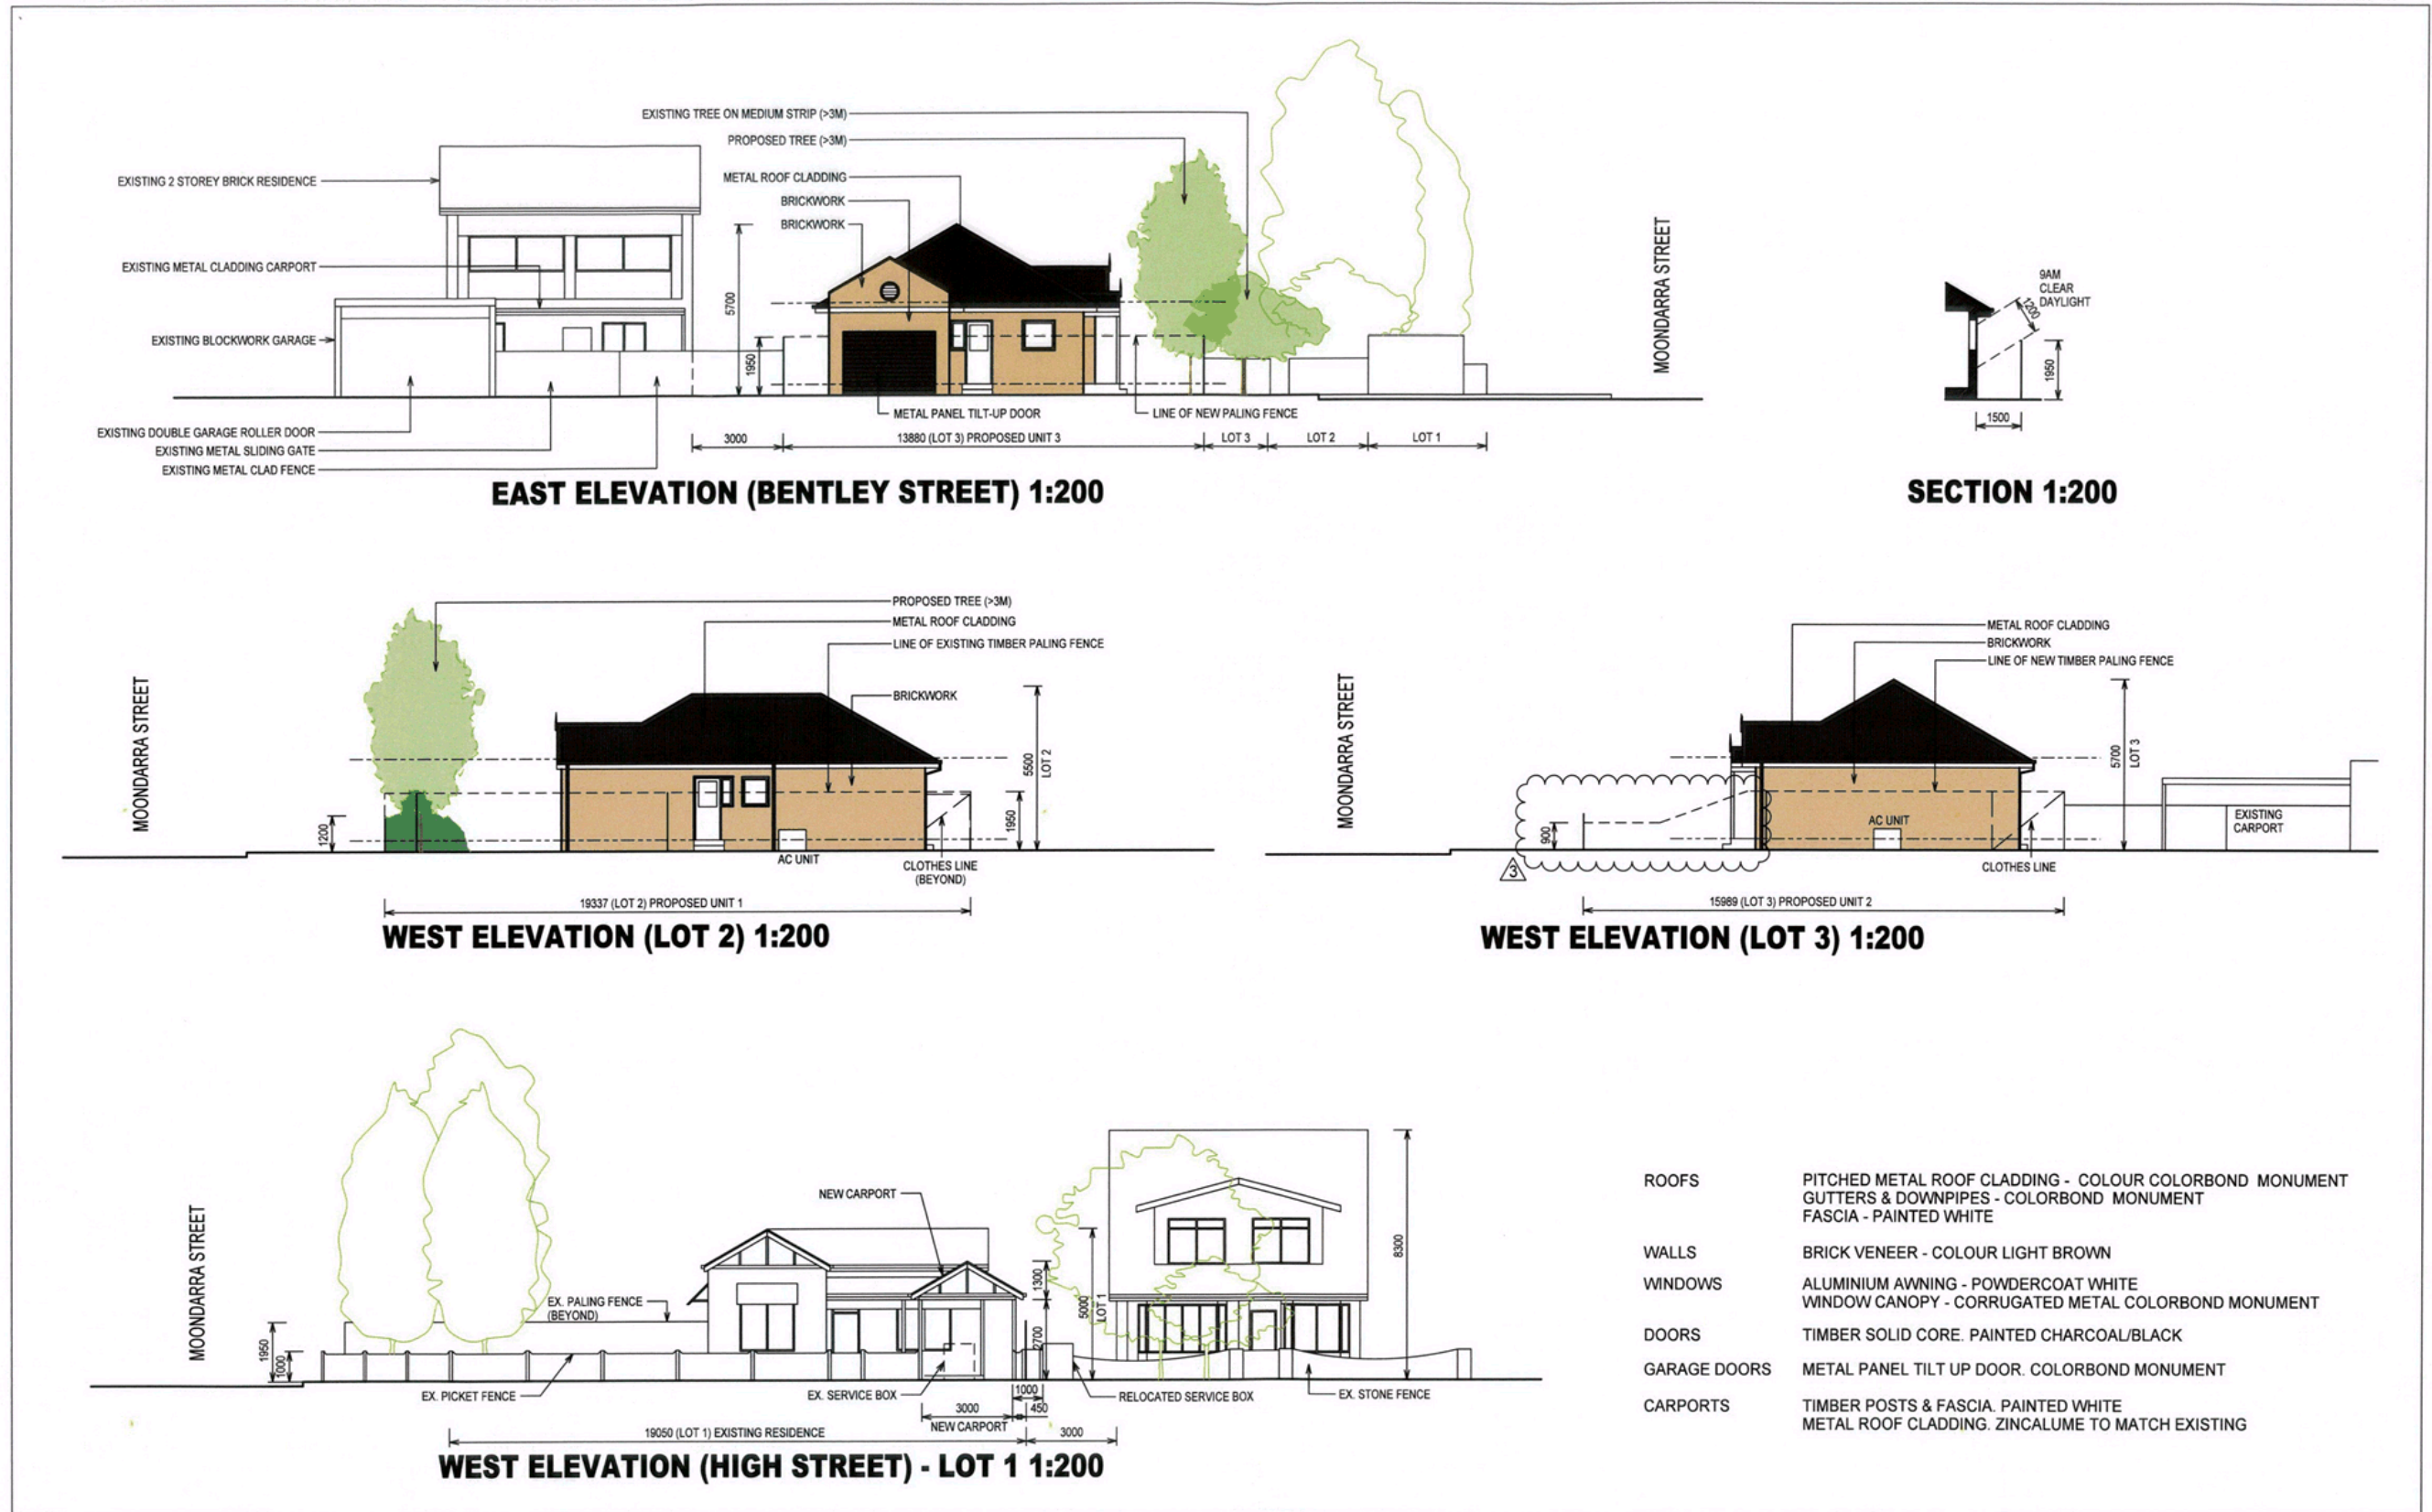 EXISTING TREE ON MEDIUM STRIP (>3M)
PROPOSED TREE (>3M)
METAL ROOF CLADDING
BRICKWORK
BRICKWORK
EXISTING 2 STOREY BRICK RESIDENCE
EXISTING METAL CLADDING CARPORT
EXISTING BLOCKWORK GARAGE
EXISTING DOUBLE GARAGE ROLLER DOOR
EXISTING METAL SLIDING GATE
EXISTING METAL CLAD FENCE
5700
1950
METAL PANEL TILT-UP DOOR
LINE OF NEW PALING FENCE
3000
13880 (LOT 3) PROPOSED UNIT 3
LOT 3
LOT 2
LOT 1
MOONDARRA STREET
EAST ELEVATION (BENTLEY STREET) 1:200
9AM
CLEAR
DAYLIGHT
1200
1950
1500
SECTION 1:200
MOONDARRA STREET
PROPOSED TREE (>3M)
METAL ROOF CLADDING
LINE OF EXISTING TIMBER PALING FENCE
BRICKWORK
5500
LOT 2
1950
1200
AC UNIT
CLOTHES LINE
(BEYOND)
19337 (LOT 2) PROPOSED UNIT 1
WEST ELEVATION (LOT 2) 1:200
MOONDARRA STREET
METAL ROOF CLADDING
BRICKWORK
LINE OF NEW TIMBER PALING FENCE
5700
LOT 3
900
3
AC UNIT
EXISTING
CARPORT
CLOTHES LINE
15989 (LOT 3) PROPOSED UNIT 2
WEST ELEVATION (LOT 3) 1:200
MOONDARRA STREET
NEW CARPORT
EX. PALING FENCE
(BEYOND)
1950
1000
1300
2700
5000
LOT 1
8300
EX. PICKET FENCE
EX. SERVICE BOX
RELOCATED SERVICE BOX
EX. STONE FENCE
1000
3000
450
NEW CARPORT
19050 (LOT 1) EXISTING RESIDENCE
3000
WEST ELEVATION (HIGH STREET) - LOT 1 1:200
ROOFS PITCHED METAL ROOF CLADDING - COLOUR COLORBOND MONUMENT
GUTTERS & DOWNPIPES - COLORBOND MONUMENT
FASCIA - PAINTED WHITE
WALLS BRICK VENEER - COLOUR LIGHT BROWN
WINDOWS ALUMINIUM AWNING - POWDERCOAT WHITE
WINDOW CANOPY - CORRUGATED METAL COLORBOND MONUMENT
DOORS TIMBER SOLID CORE. PAINTED CHARCOAL/BLACK
GARAGE DOORS METAL PANEL TILT UP DOOR. COLORBOND MONUMENT
CARPORTS TIMBER POSTS & FASCIA. PAINTED WHITE
METAL ROOF CLADDING. ZINCALUME TO MATCH EXISTING